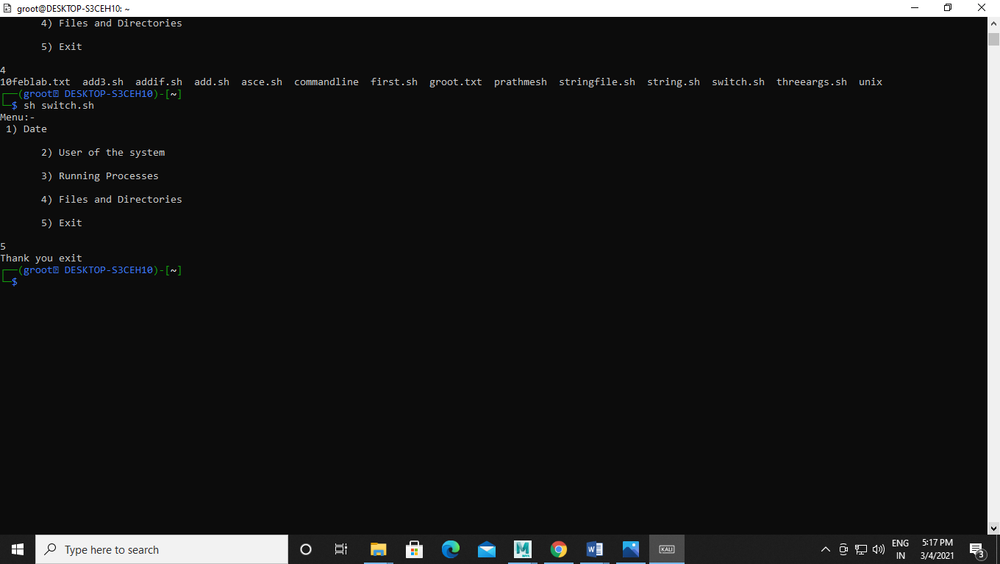 groot@DESKTOP-S3CEH10: ~
4) Files and Directories
5) Exit
4
10feblab.txt add3.sh addif.sh add.sh asce.sh commandline first.sh groot.txt prathmesh stringfile.sh string.sh switch.sh threeargs.sh unix
┌──(groot⍰ DESKTOP-S3CEH10)-[~]
└─$ sh switch.sh
Menu:-
1) Date
2) User of the system
3) Running Processes
4) Files and Directories
5) Exit
5
Thank you exit
┌──(groot⍰ DESKTOP-S3CEH10)-[~]
└─$
Type here to search
M
W
KALI
ENG
IN
5:17 PM
3/4/2021
3